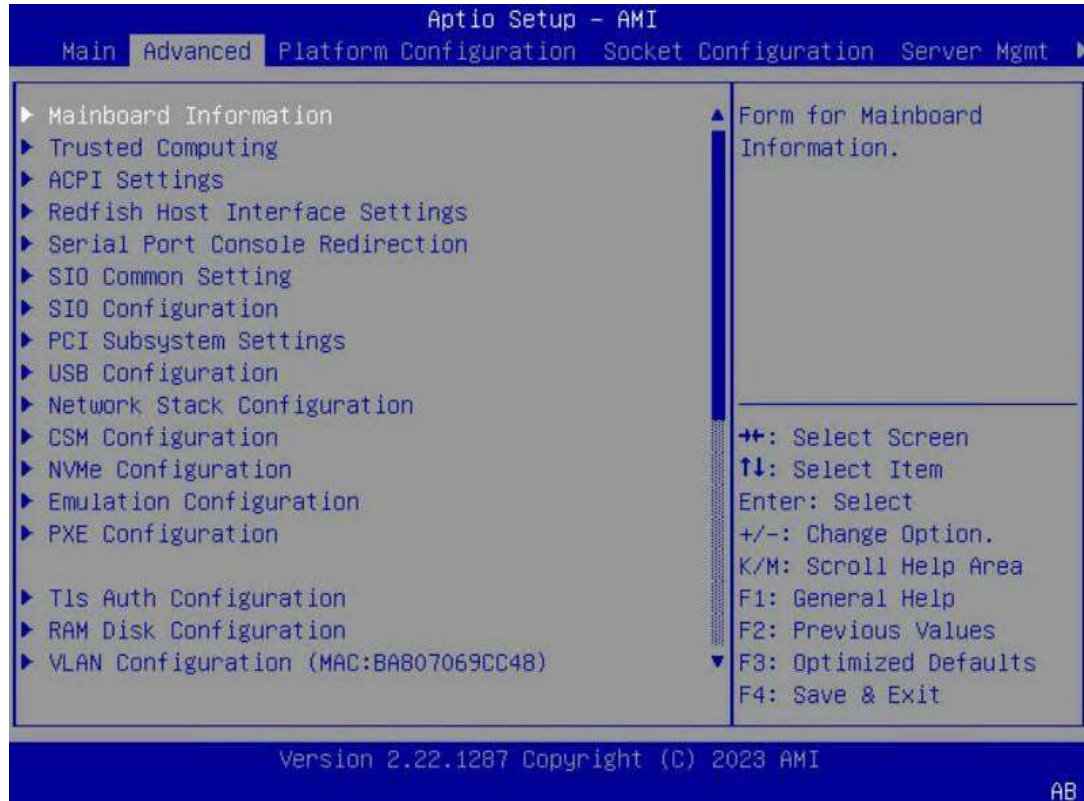 Aptio Setup – AMI
Main Advanced Platform Configuration Socket Configuration Server Mgmt
Mainboard Information
Trusted Computing
ACPI Settings
Redfish Host Interface Settings
Serial Port Console Redirection
SIO Common Setting
SIO Configuration
PCI Subsystem Settings
USB Configuration
Network Stack Configuration
CSM Configuration
NVMe Configuration
Emulation Configuration
PXE Configuration
Tls Auth Configuration
RAM Disk Configuration
VLAN Configuration (MAC:BA807069CC48)
Form for Mainboard
Information.
→←: Select Screen
↑↓: Select Item
Enter: Select
+/-: Change Option.
K/M: Scroll Help Area
F1: General Help
F2: Previous Values
F3: Optimized Defaults
F4: Save & Exit
Version 2.22.1287 Copyright (C) 2023 AMI
AB